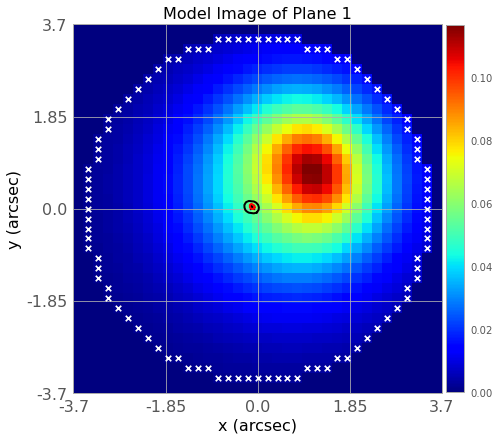 Model Image of Plane 1
3.7
1.85
0.0
-1.85
-3.7
y (arcsec)
-3.7 -1.85 0.0 1.85 3.7
x (arcsec)
0.10
0.08
0.06
0.04
0.02
0.00